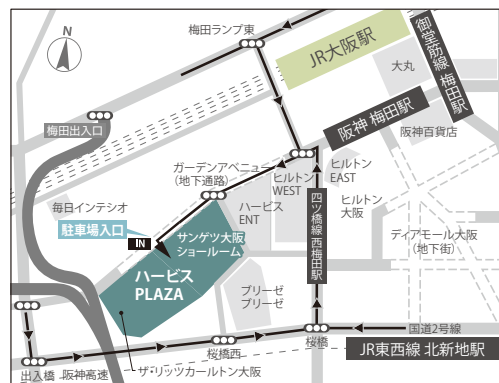 梅田ランプ東
N
JR大阪駅
御堂筋線 梅田駅
大丸
阪神 梅田駅
阪神百貨店
梅田出入口
ガーデンアベニュー
(地下通路)
ヒルトン
WEST
ヒルトン
EAST
毎日インテシオ
駐車場入口
IN
サンゲツ大阪
ショールーム
ハービス
ENT
四ツ橋線 西梅田駅
ヒルトン
大阪
ディアモール大阪
(地下街)
ハービス
PLAZA
ブリーゼ
ブリーゼ
国道2号線
桜橋西
桜橋
JR東西線 北新地駅
出入橋
阪神高速
ザ・リッツカールトン大阪